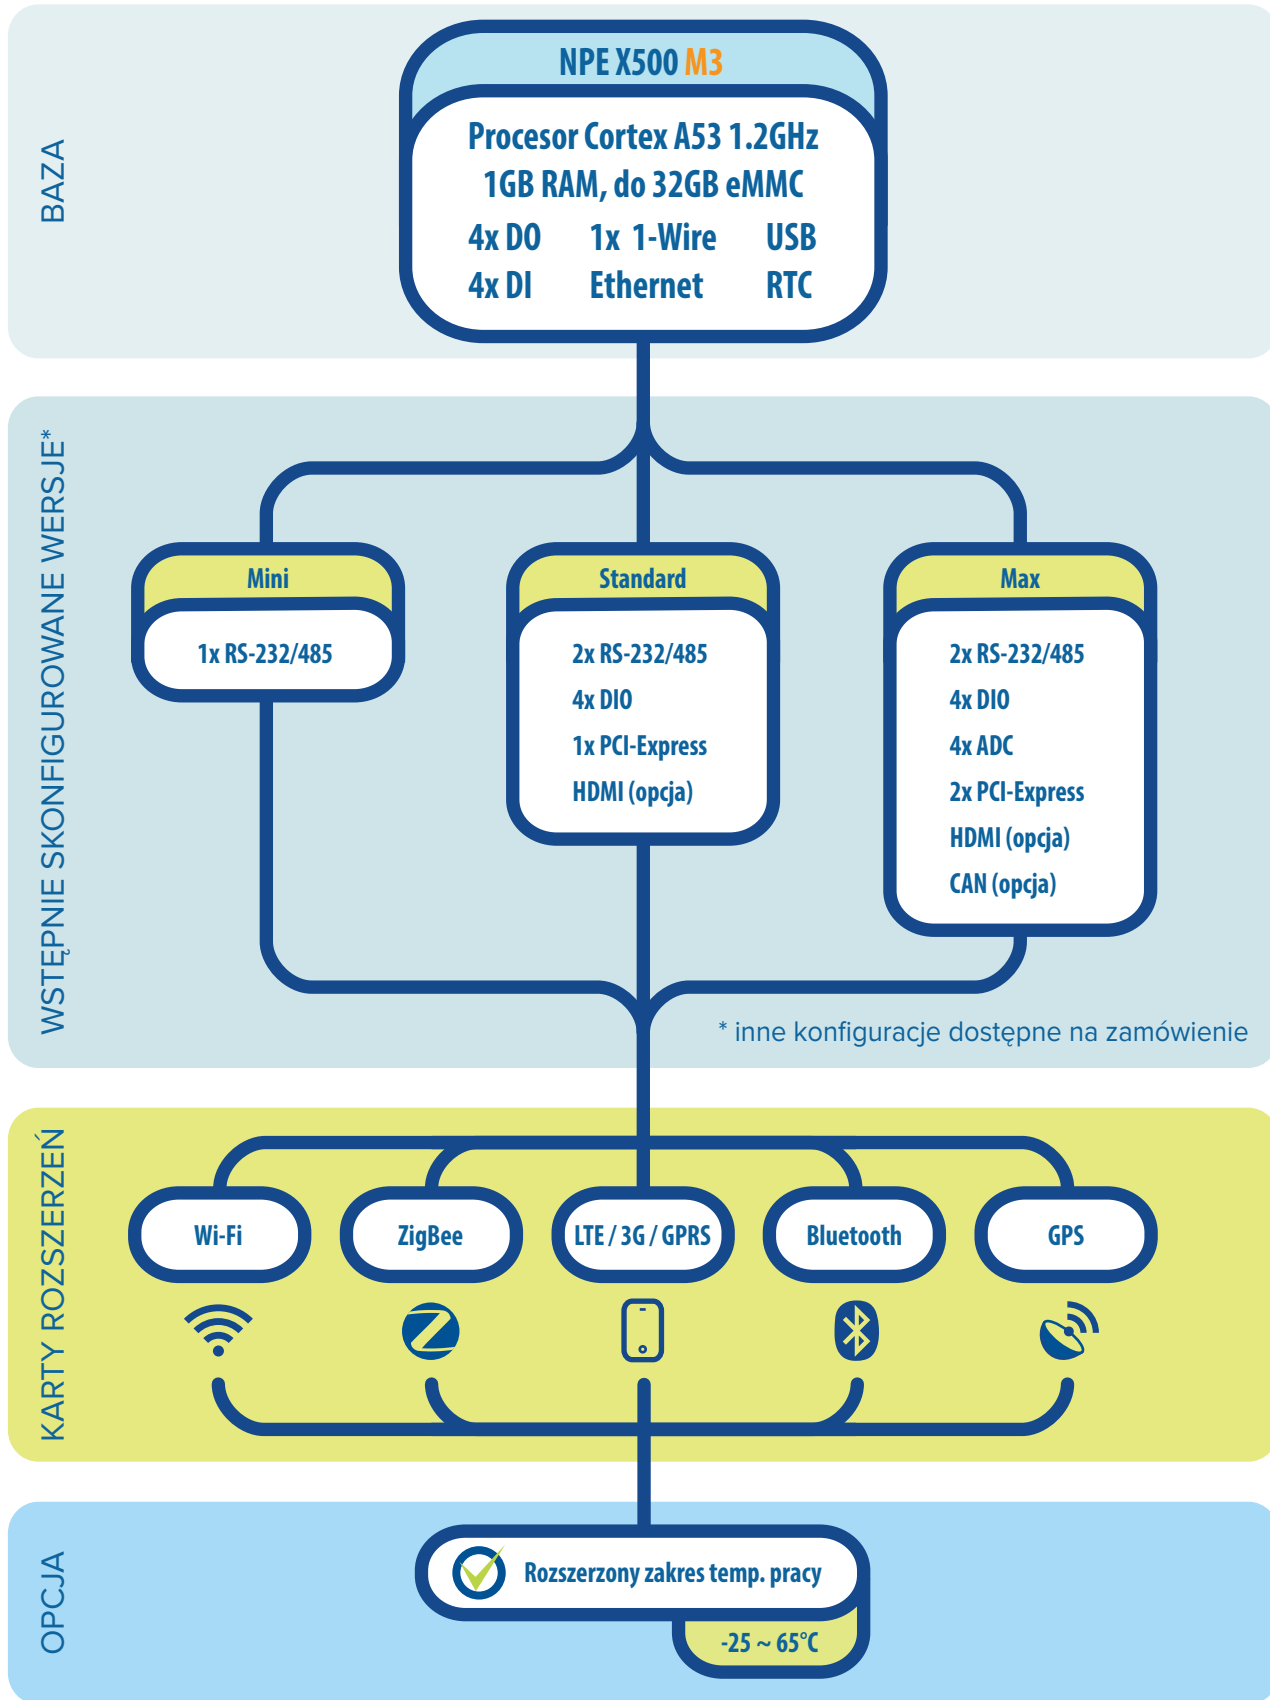 BAZA
NPE X500 M3
Procesor Cortex A53 1.2GHz
1GB RAM, do 32GB eMMC
4x DO 1x 1-Wire USB
4x DI Ethernet RTC
WSTĘPNIE SKONFIGUROWANE WERSJE*
Mini
1x RS-232/485
Standard
2x RS-232/485
4x DIO
1x PCI-Express
HDMI (opcja)
Max
2x RS-232/485
4x DIO
4x ADC
2x PCI-Express
HDMI (opcja)
CAN (opcja)
* inne konfiguracje dostępne na zamówienie
KARTY ROZSZERZEŃ
Wi-Fi
ZigBee
LTE / 3G / GPRS
Bluetooth
GPS
OPCJA
Rozszerzony zakres temp. pracy
-25 ~ 65°C